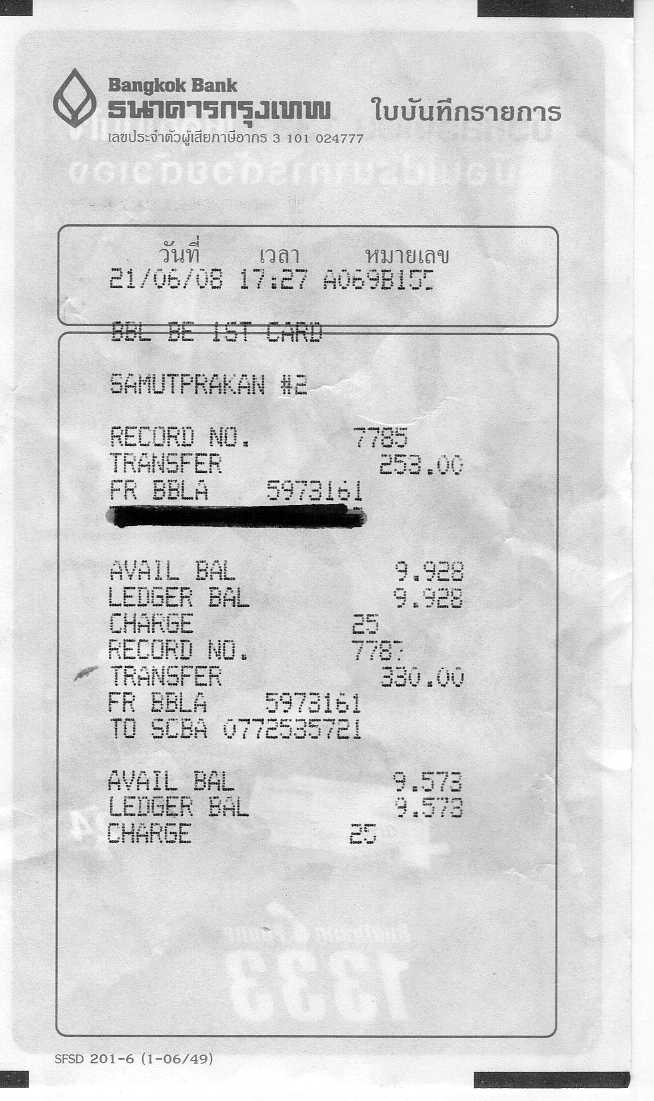 Bangkok Bank
ธนาคารกรุงเทพ ใบบันทึกรายการ
เลขประจำตัวผู้เสียภาษีอากร 3 101 024777
วันที่ เวลา หมายเลข
21/06/08 17:27 A069B155
BBL BE 1ST CARD
SAMUTPRAKAN #2
RECORD NO. 7785
TRANSFER 253.00
FR BBLA 5973161
AVAIL BAL 9.928
LEDGER BAL 9.928
CHARGE 25
RECORD NO. 7787
TRANSFER 330.00
FR BBLA 5973161
TO SCBA 0772535721
AVAIL BAL 9.573
LEDGER BAL 9.573
CHARGE 25
1333
SFSD 201-6 (1-06/49)